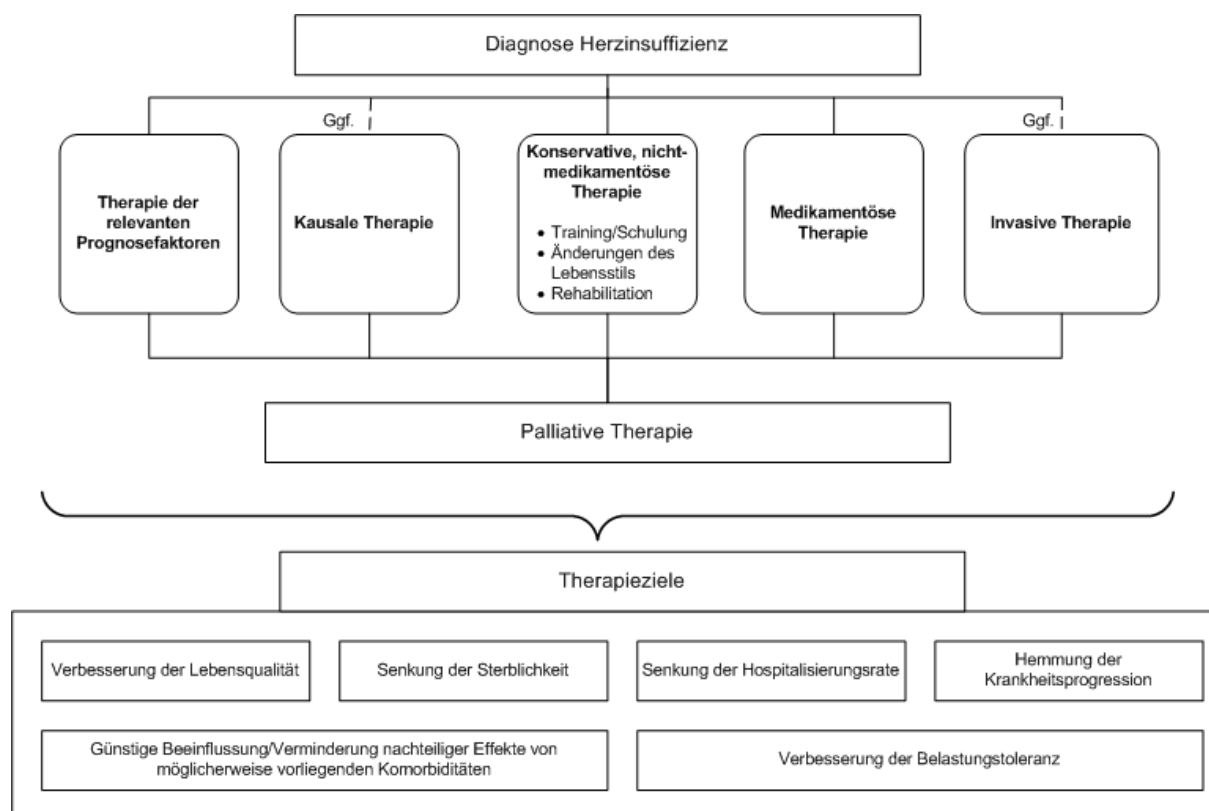 Diagnose Herzinsuffizienz
Ggf.
Ggf.
Therapie der
relevanten
Prognosefaktoren
Kausale Therapie
Konservative, nicht-
medikamentöse
Therapie
• Training/Schulung
• Änderungen des
Lebensstils
• Rehabilitation
Medikamentöse
Therapie
Invasive Therapie
Palliative Therapie
Therapieziele
Verbesserung der Lebensqualität
Senkung der Sterblichkeit
Senkung der Hospitalisierungsrate
Hemmung der
Krankheitsprogression
Günstige Beeinflussung/Verminderung nachteiliger Effekte von
möglicherweise vorliegenden Komorbiditäten
Verbesserung der Belastungstoleranz